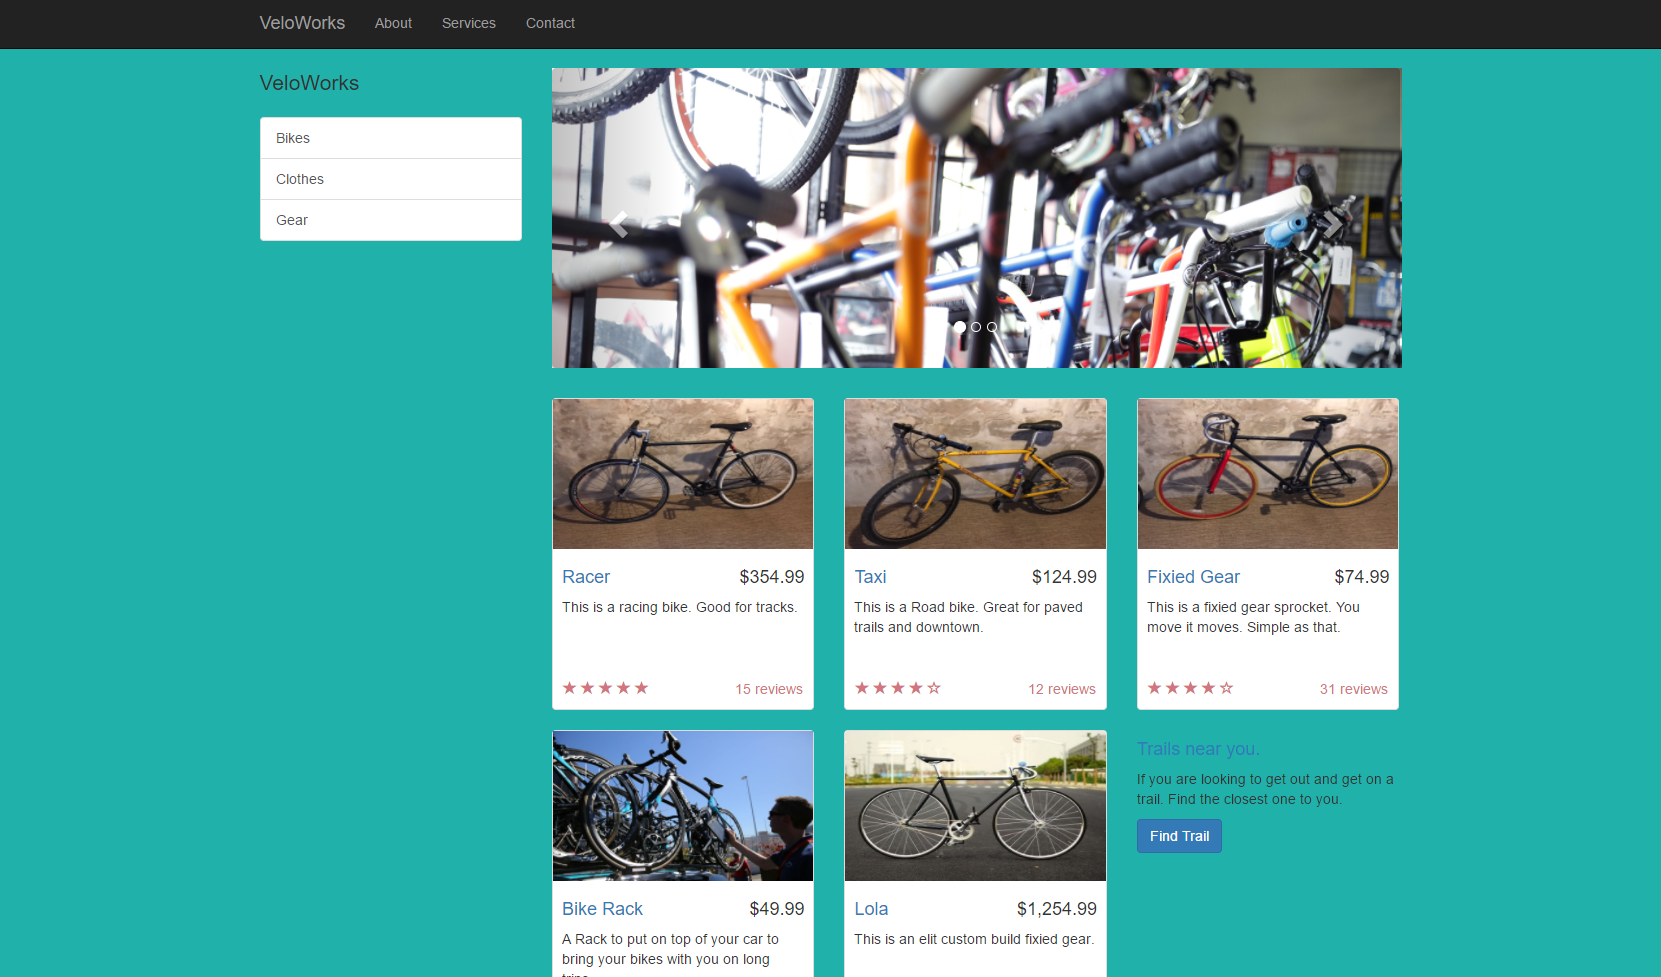 VeloWorks About Services Contact
VeloWorks
Bikes
Clothes
Gear
Racer $354.99
This is a racing bike. Good for tracks.
15 reviews
Taxi $124.99
This is a Road bike. Great for paved
trails and downtown.
12 reviews
Fixied Gear $74.99
This is a fixied gear sprocket. You
move it moves. Simple as that.
31 reviews
Bike Rack $49.99
A Rack to put on top of your car to
bring your bikes with you on long
Lola $1,254.99
This is an elit custom build fixied gear.
Trails near you.
If you are looking to get out and get on a
trail. Find the closest one to you.
Find Trail